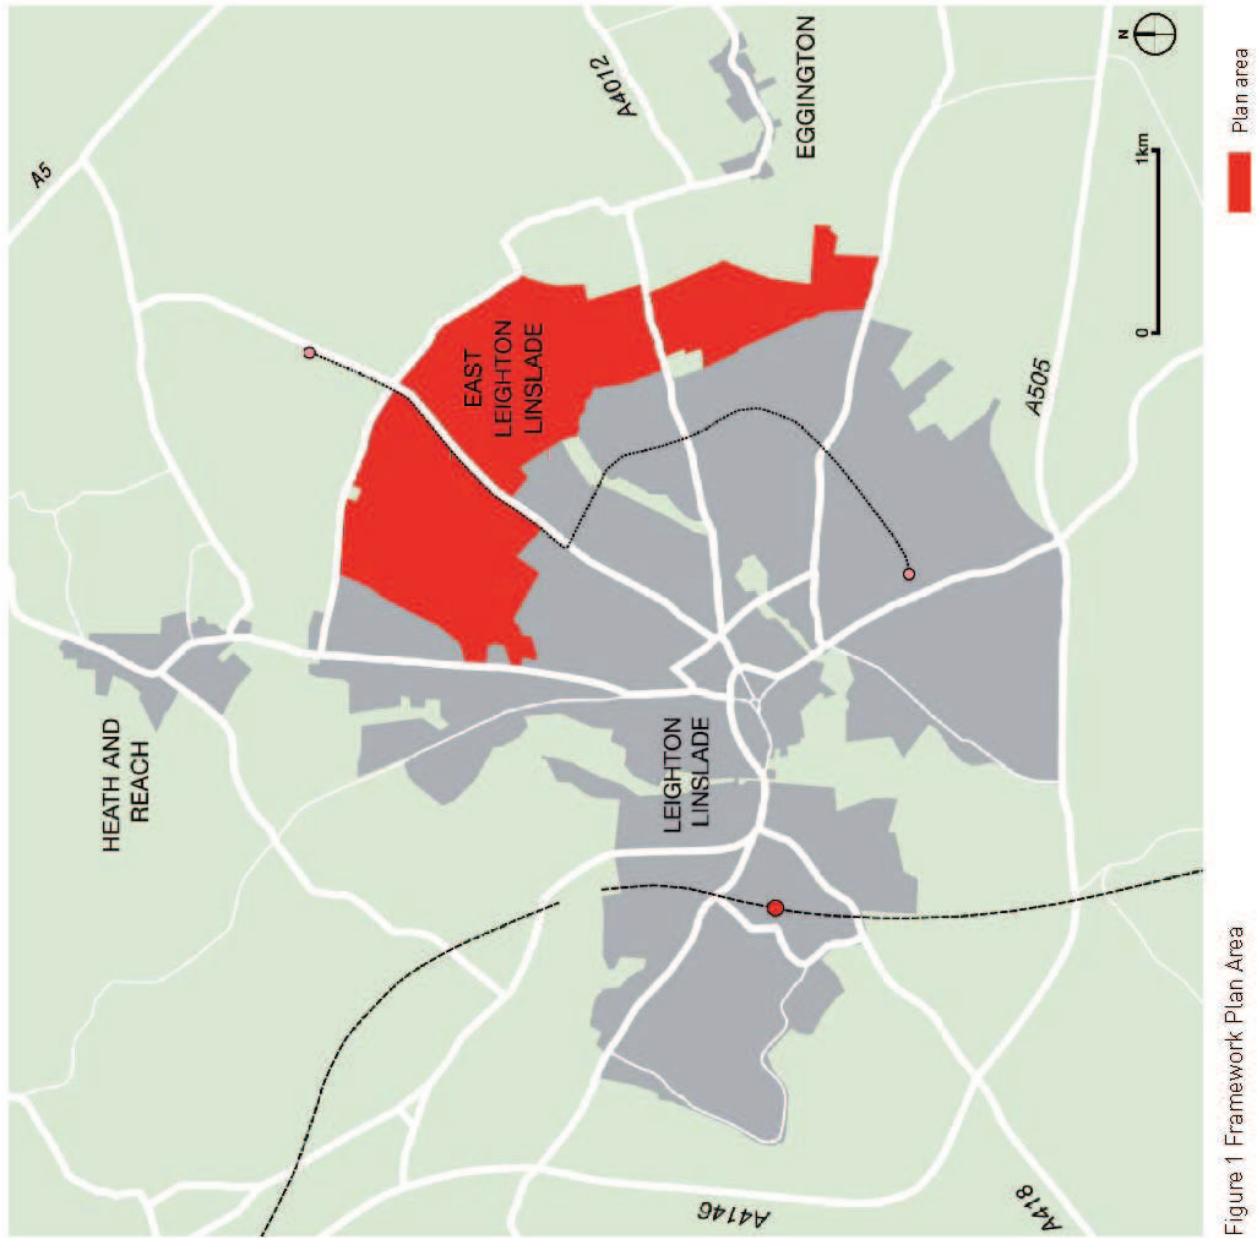 A5
A4012
EGGINGTON
N
HEATH AND
REACH
EAST
LEIGHTON
LINSLADE
LEIGHTON
LINSLADE
A505
0
1km
A4146
A418
Plan area
Figure 1 Framework Plan Area